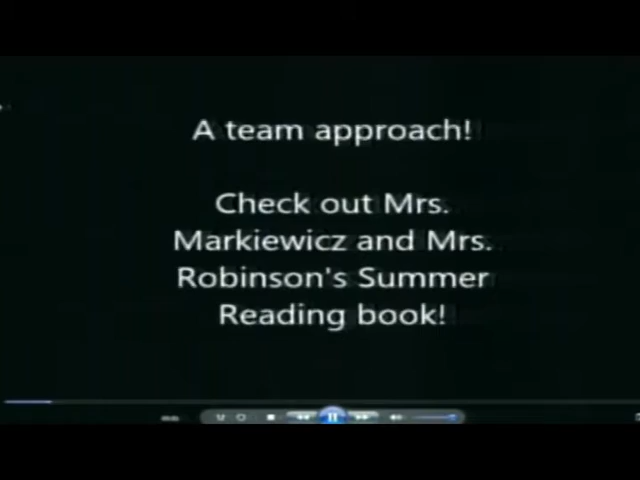 A team approach!
Check out Mrs.
Markiewicz and Mrs.
Robinson's Summer
Reading book!